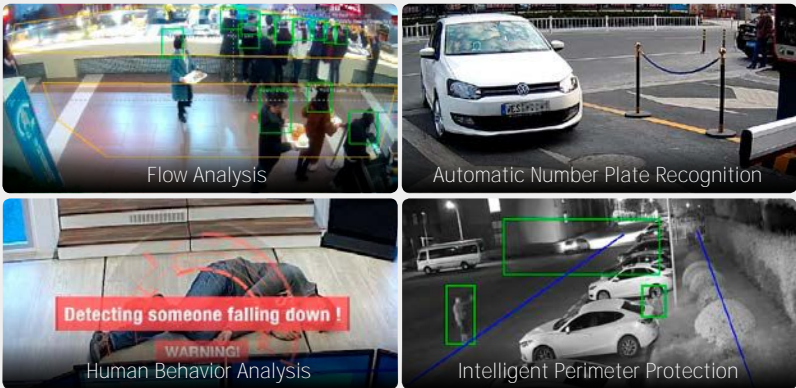 Flow Analysis
Automatic Number Plate Recognition
Detecting someone falling down !
WARNING!
Human Behavior Analysis
Intelligent Perimeter Protection